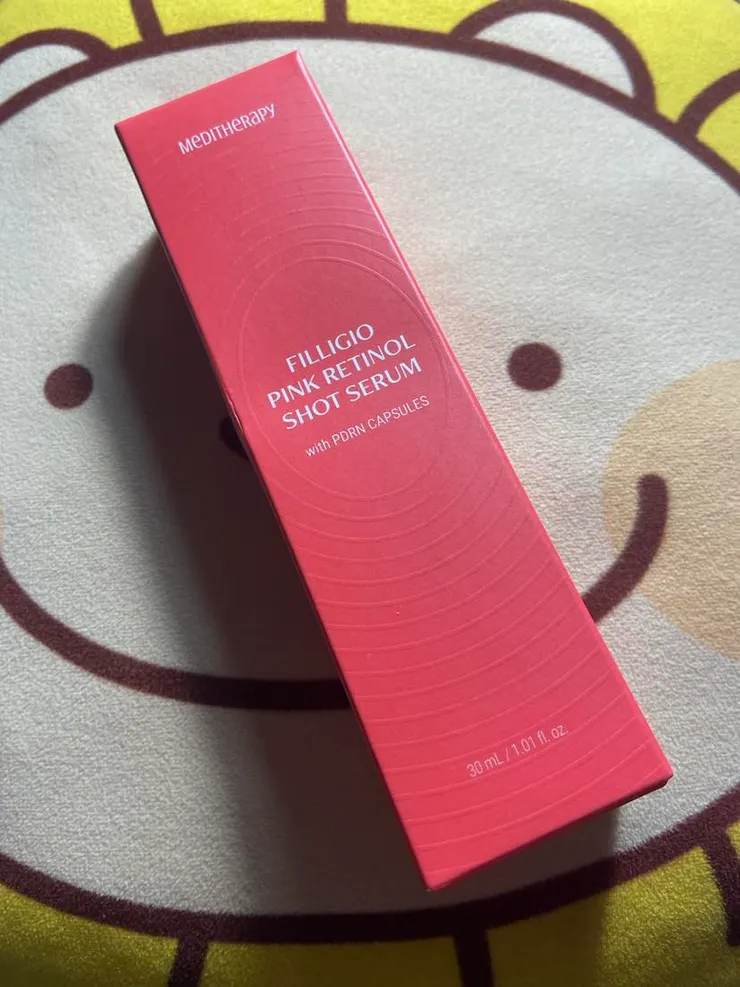 MEDITHERAPY
FILLIGIO
PINK RETINOL
SHOT SERUM
with PDRN CAPSULES
30 mL / 1.01 fl. oz.